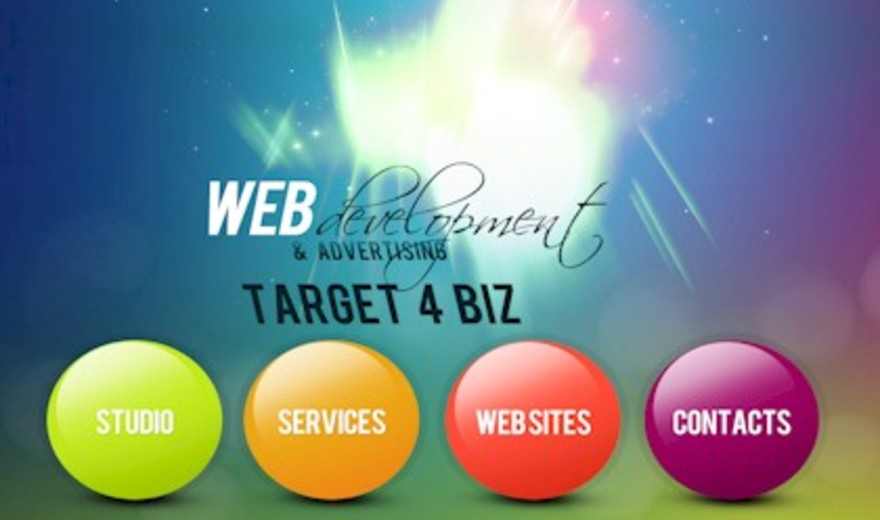 WEB development
& ADVERTISING
TARGET 4 BIZ
STUDIO
SERVICES
WEBSITES
CONTACTS